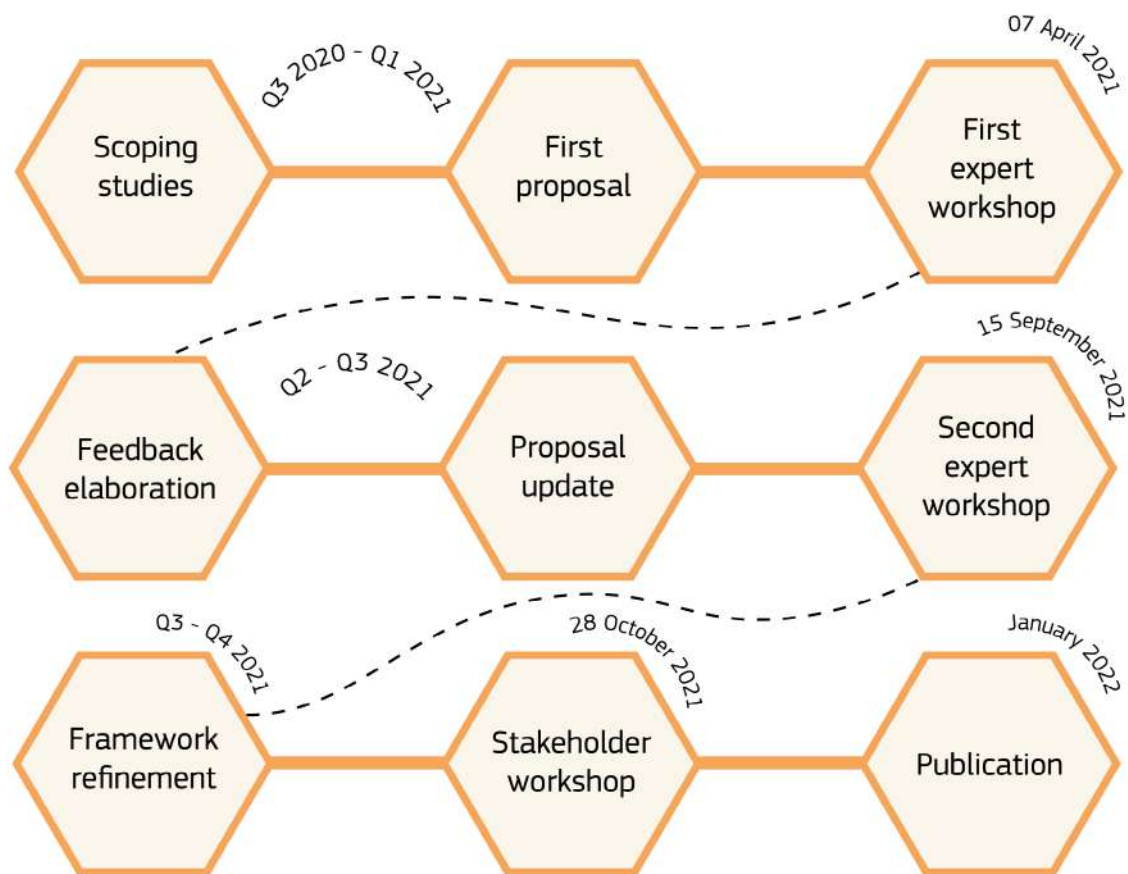 Scoping
studies
Q3 2020 - Q1 2021
First
proposal
07 April 2021
First
expert
workshop
Feedback
elaboration
Q2 - Q3 2021
Proposal
update
15 September 2021
Second
expert
workshop
Q3 - Q4 2021
Framework
refinement
28 October 2021
Stakeholder
workshop
January 2022
Publication